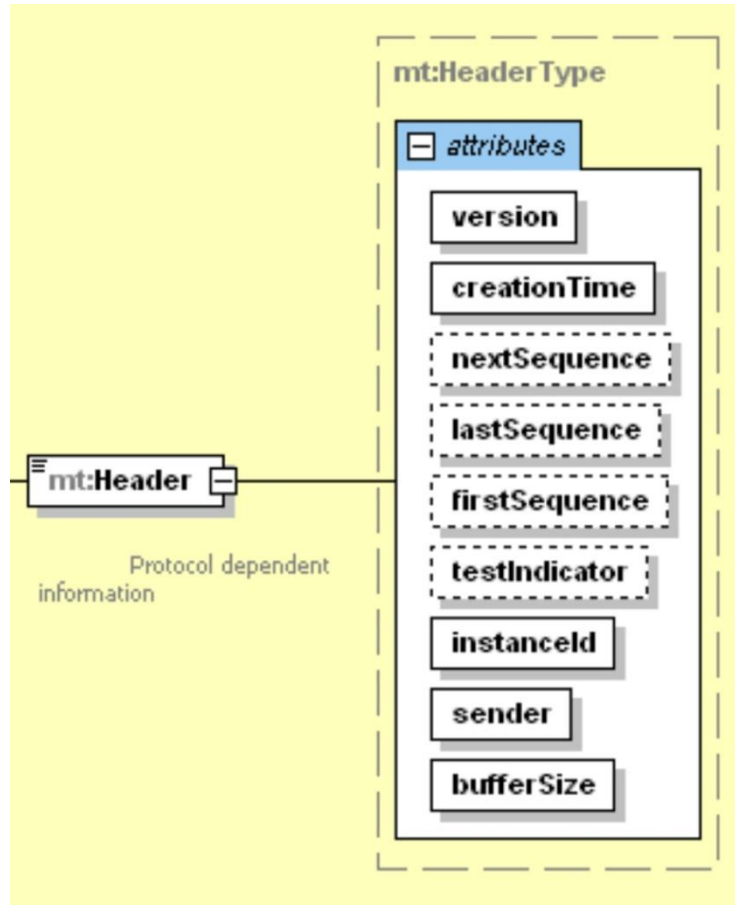 mt:HeaderType
attributes
version
creationTime
nextSequence
lastSequence
firstSequence
testIndicator
instanceId
sender
bufferSize
mt:Header
Protocol dependent
information